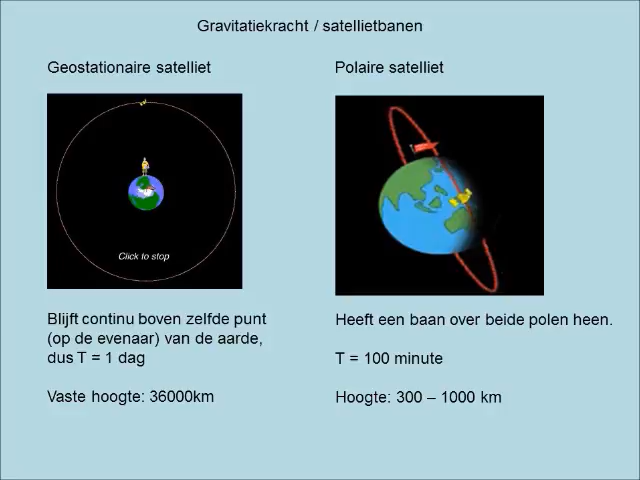 Gravitatiekracht / satellietbanen
Geostationaire satelliet
Click to stop
Blijft continu boven zelfde punt
(op de evenaar) van de aarde,
dus T = 1 dag
Vaste hoogte: 36000km
Polaire satelliet
Heeft een baan over beide polen heen.
T = 100 minute
Hoogte: 300 – 1000 km